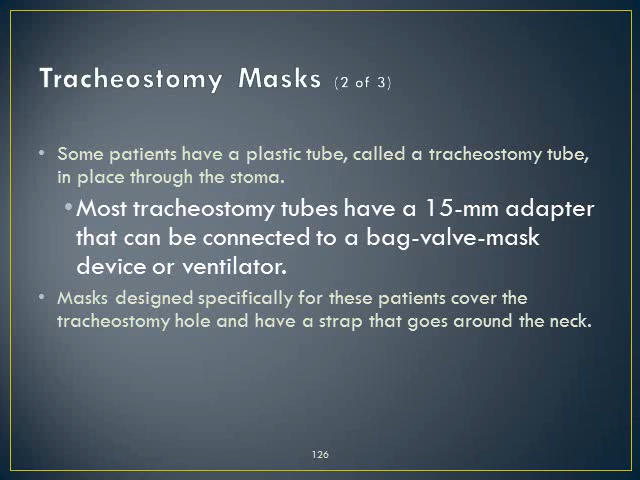 Tracheostomy Masks (2 of 3)
• Some patients have a plastic tube, called a tracheostomy tube,
in place through the stoma.
• Most tracheostomy tubes have a 15-mm adapter
that can be connected to a bag-valve-mask
device or ventilator.
• Masks designed specifically for these patients cover the
tracheostomy hole and have a strap that goes around the neck.
126